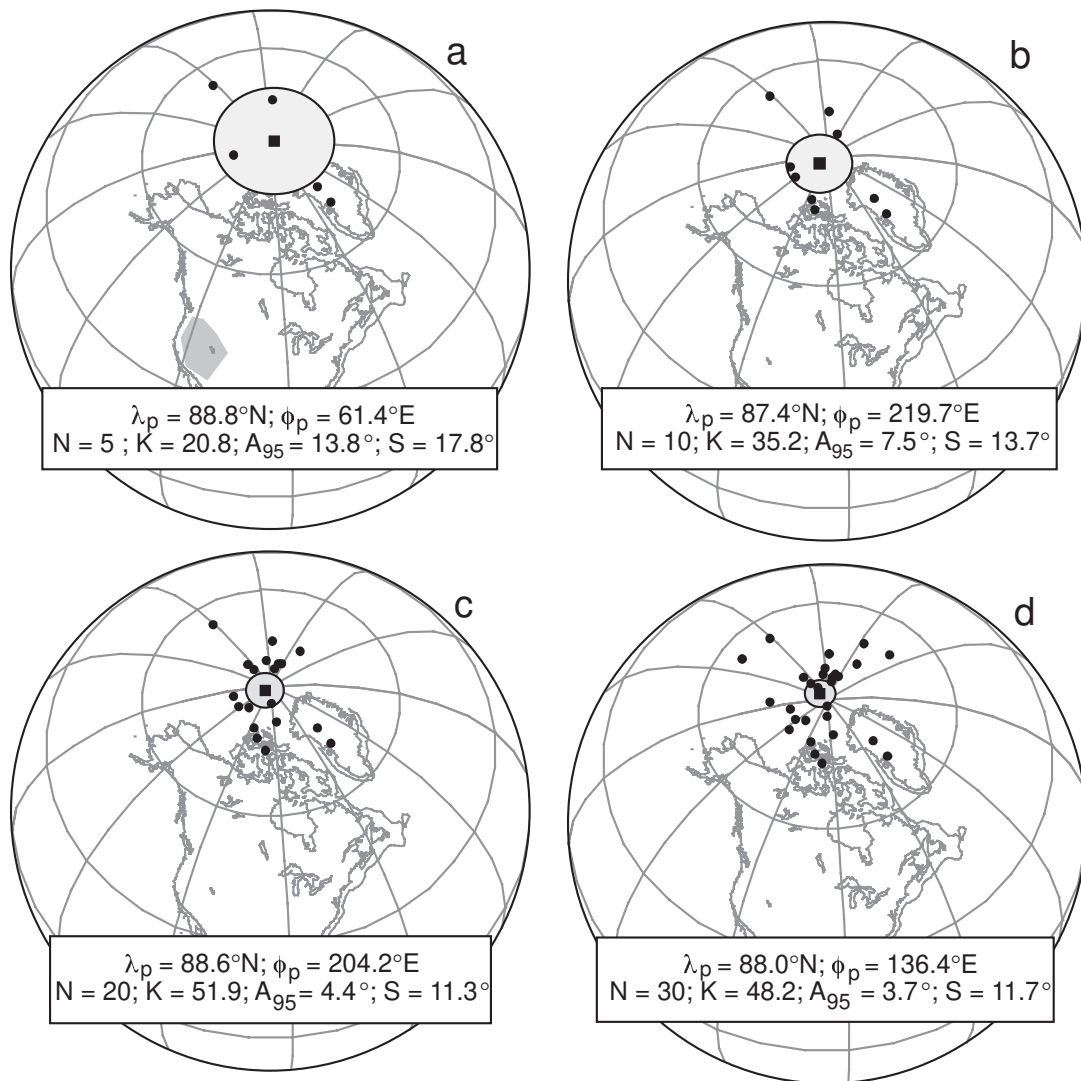 a
λp = 88.8°N; ϕp = 61.4°E
N = 5 ; K = 20.8; A95 = 13.8°; S = 17.8°
b
λp = 87.4°N; ϕp = 219.7°E
N = 10; K = 35.2; A95 = 7.5°; S = 13.7°
c
λp = 88.6°N; ϕp = 204.2°E
N = 20; K = 51.9; A95 = 4.4°; S = 11.3°
d
λp = 88.0°N; ϕp = 136.4°E
N = 30; K = 48.2; A95 = 3.7°; S = 11.7°